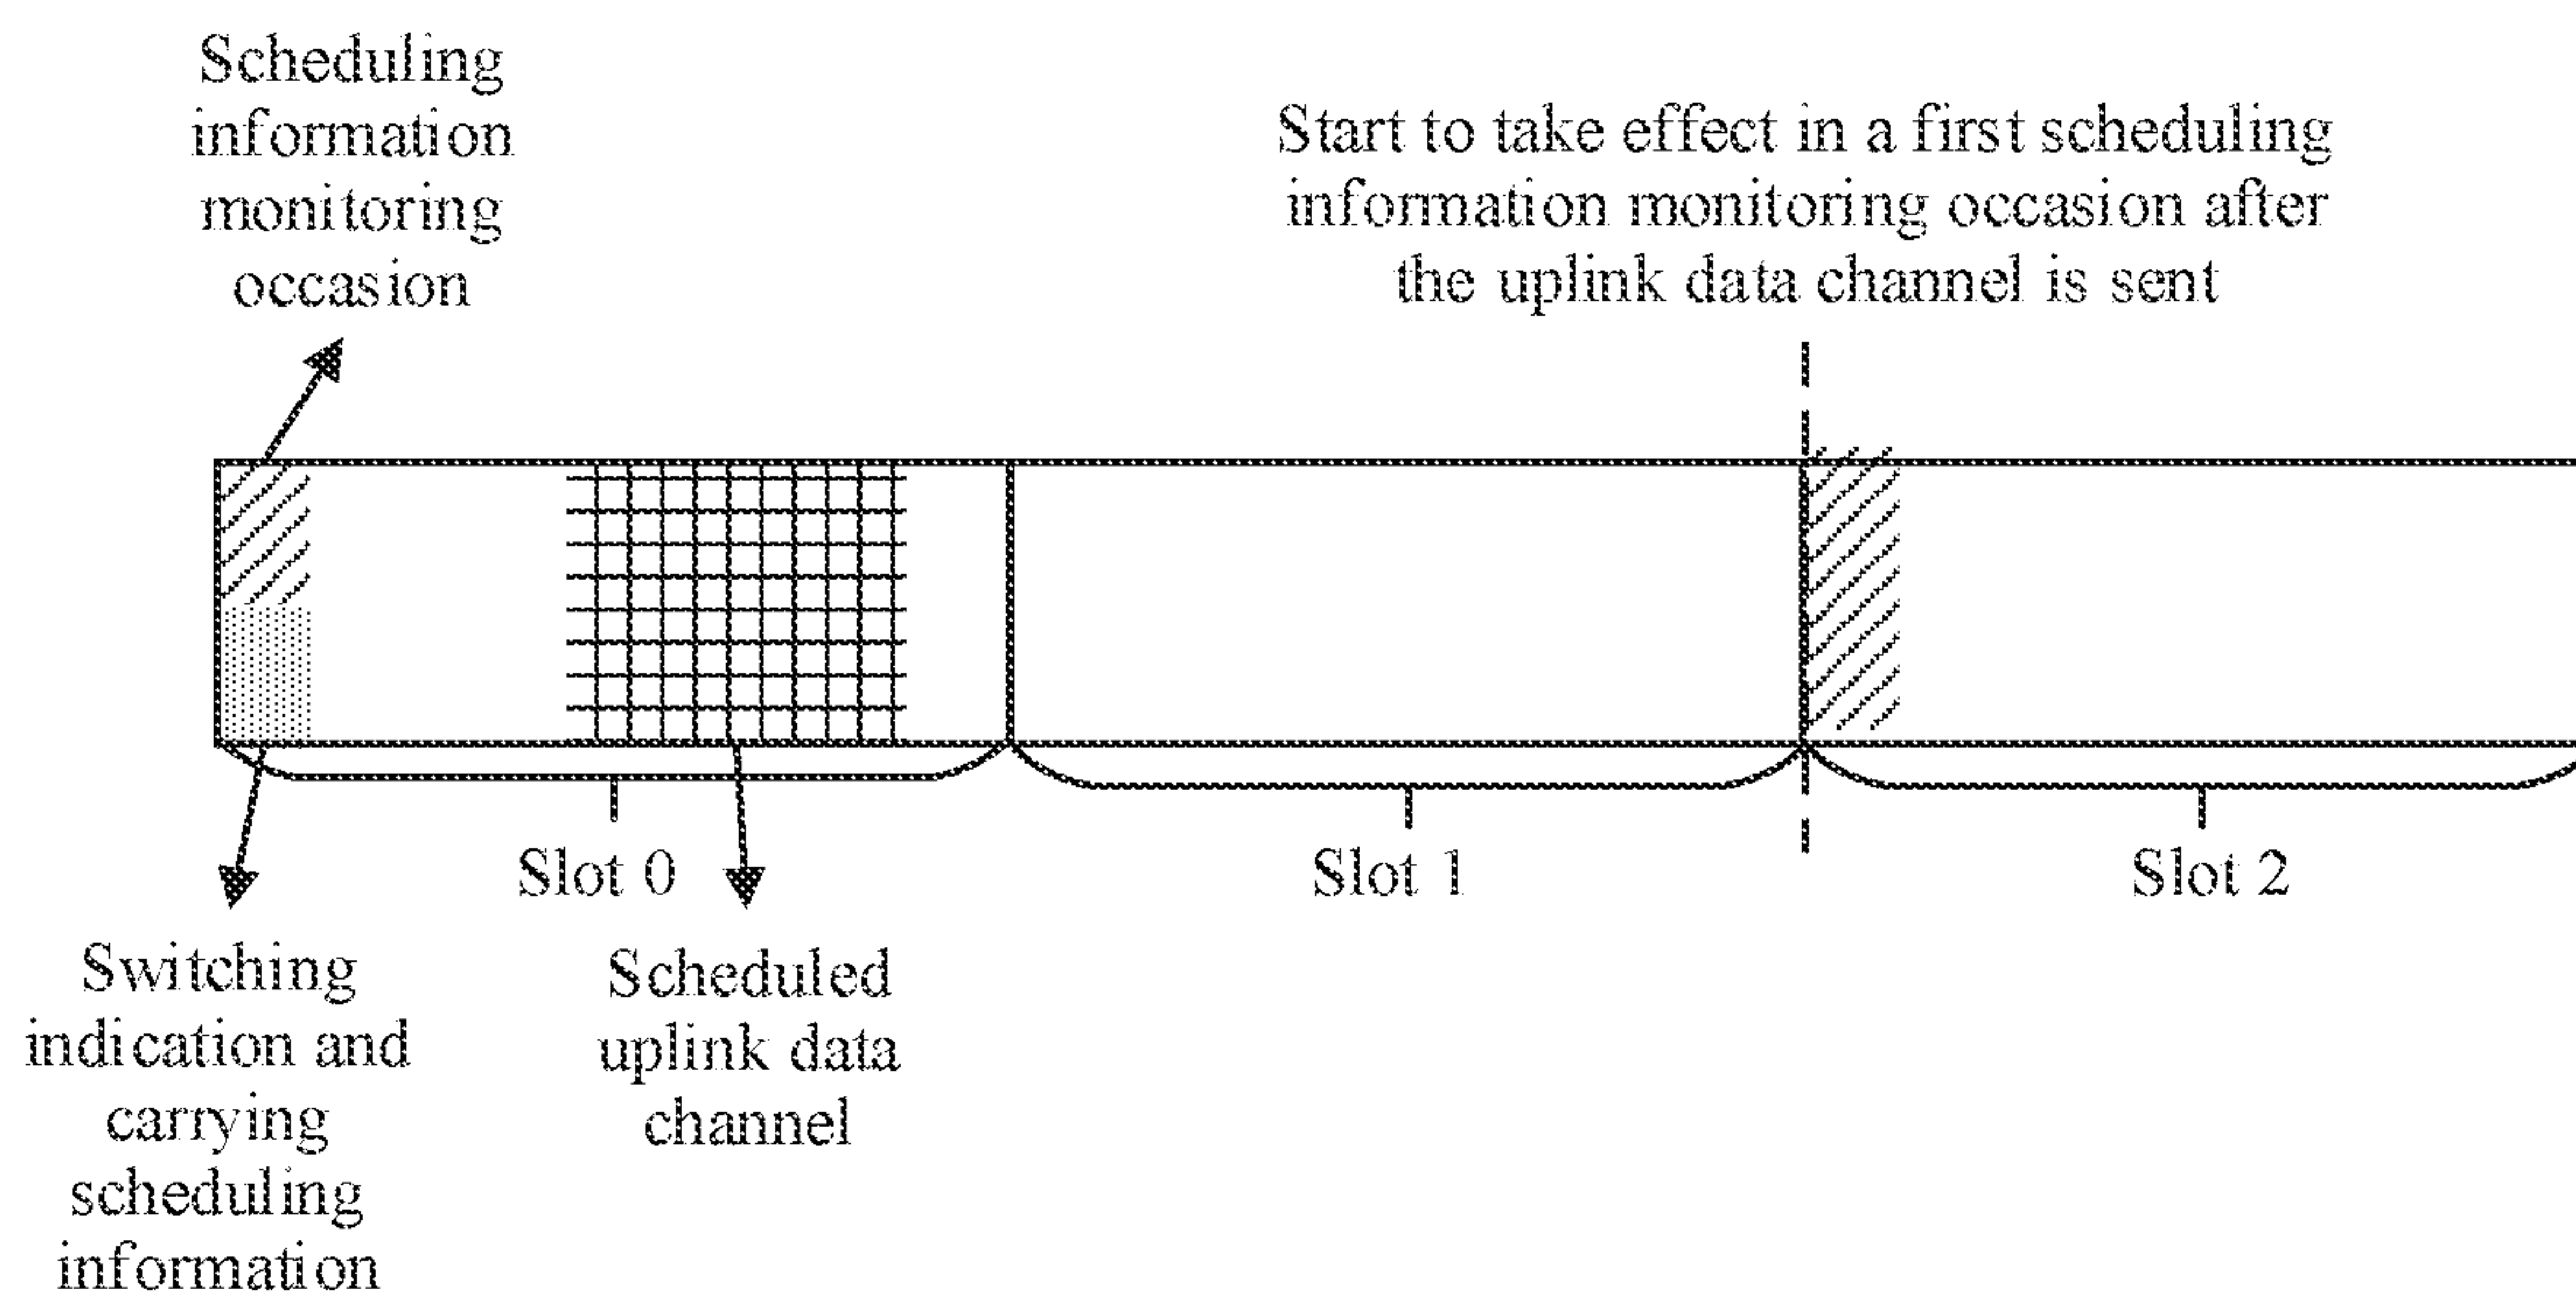 Scheduling
information
monitoring
occasion
Start to take effect in a first scheduling
information monitoring occasion after
the uplink data channel is sent
Slot 0
Slot 1
Slot 2
Switching
indication and
carrying
scheduling
information
Scheduled
uplink data
channel